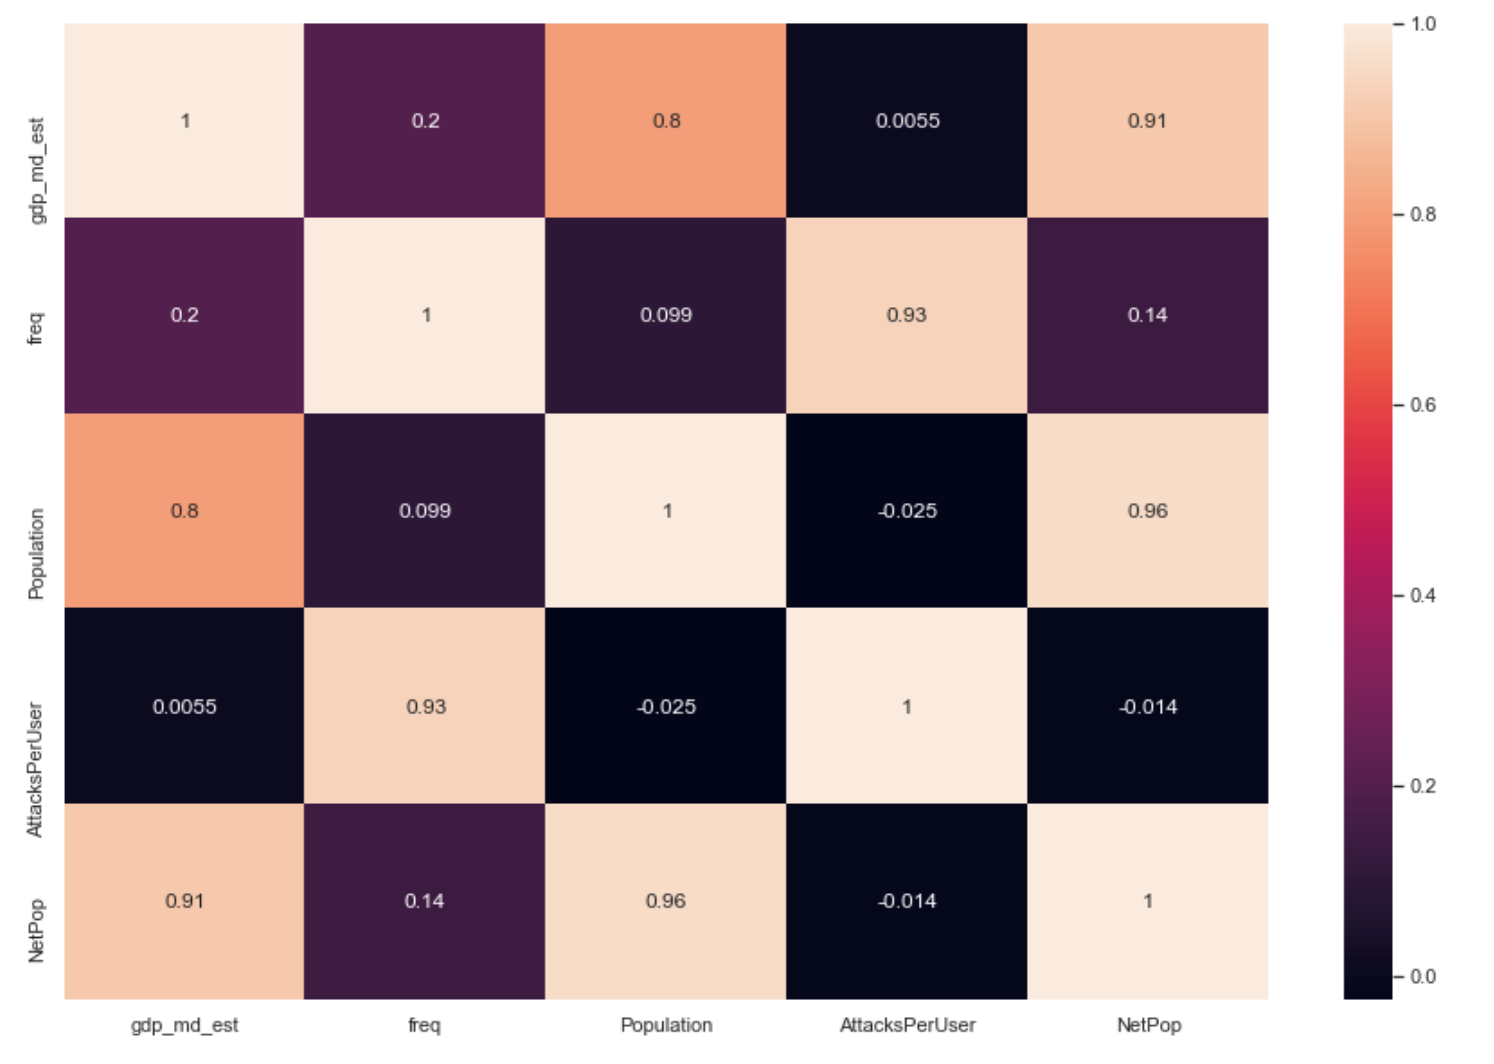 gdp_md_est 1 0.2 0.8 0.0055 0.91
freq 0.2 1 0.099 0.93 0.14
Population 0.8 0.099 1 -0.025 0.96
AttacksPerUser 0.0055 0.93 -0.025 1 -0.014
NetPop 0.91 0.14 0.96 -0.014 1
gdp_md_est freq Population AttacksPerUser NetPop
1.0
0.8
0.6
0.4
0.2
0.0